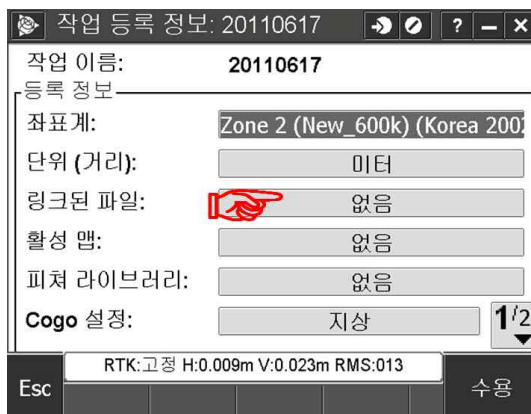 작업 등록 정보: 20110617 ? – ×
작업 이름: 20110617
등록 정보
좌표계: Zone 2 (New_600k) (Korea 2002
단위 (거리): 미터
링크된 파일: 없음
활성 맵: 없음
피쳐 라이브러리: 없음
Cogo 설정: 지상 1/2
RTK:고정 H:0.009m V:0.023m RMS:013
Esc 수용